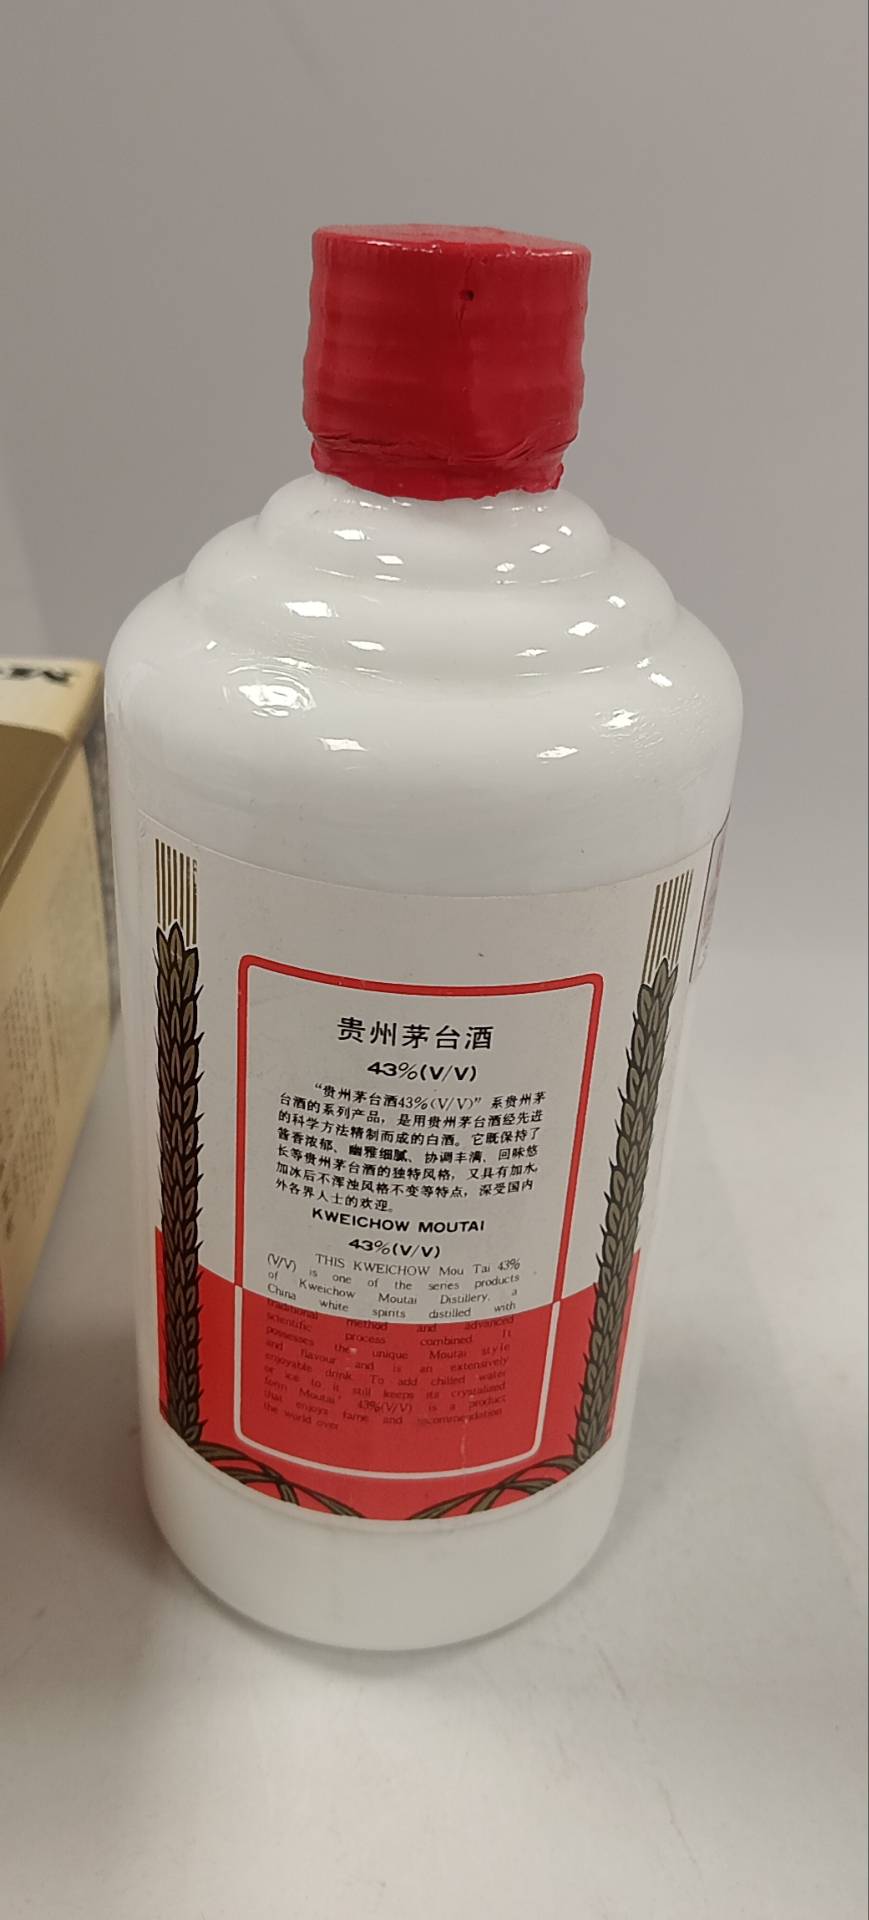 贵州茅台酒
43%(V/V)
“贵州茅台酒43%(V/V)”系贵州茅
台酒的系列产品，是用贵州茅台酒经先进
的科学方法精制而成的白酒。它既保持了
酱香浓郁、幽雅细腻、协调丰满、回味悠
长等贵州茅台酒的独特风格，又具有加水、
加冰后不浑浊风格不变等特点，深受国内
外各界人士的欢迎。
KWEICHOW MOUTAI
43%(V/V)
THIS KWEICHOW Mou Tai 43%
(V/V) is one of the series products
of Kweichow Moutai Distillery, a
China white spirits distilled with
traditional method and advanced
scientific process combined. It
possesses the unique Moutai style
and flavour and is an extensively
enjoyable drink. To add chilled water
or ice to it still keeps its crystalized
form Moutai 43%(V/V) is a product
that enjoys fame and recommendation
the world over